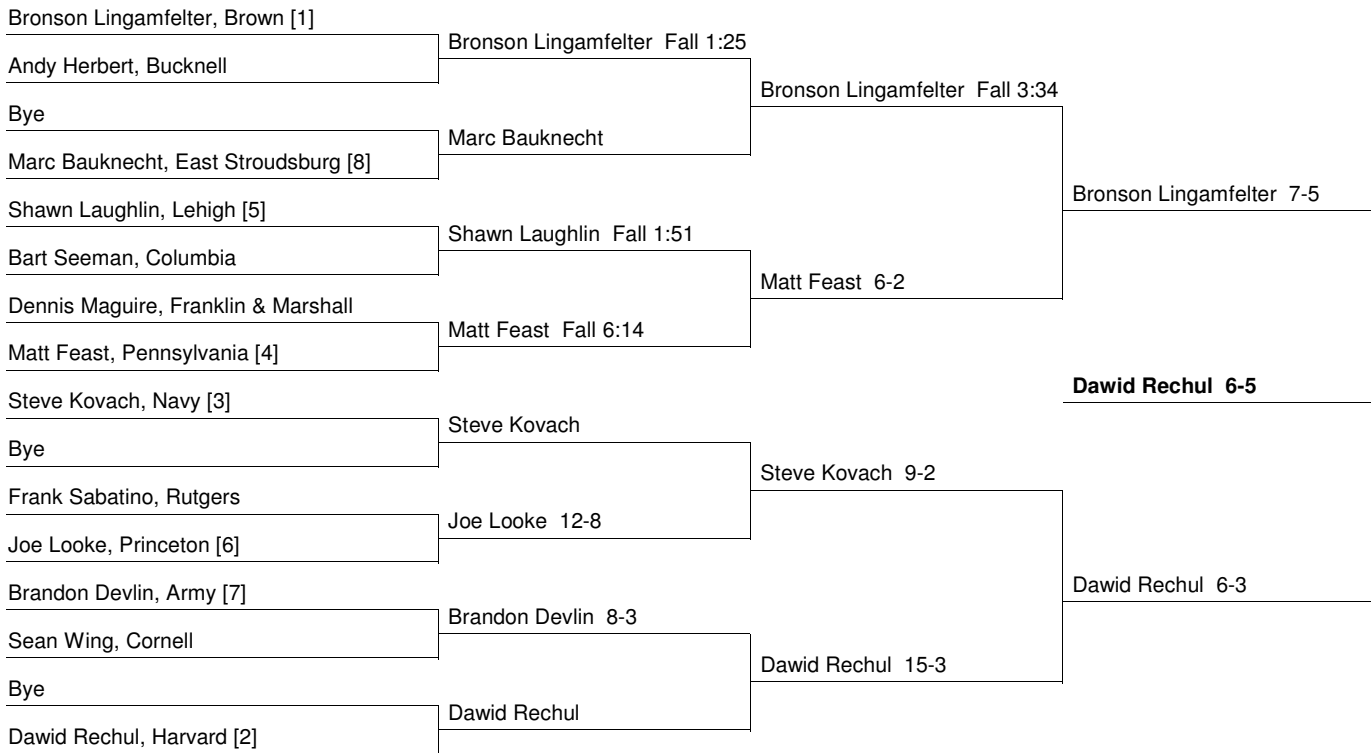 Bronson Lingamfelter, Brown [1]
Bronson Lingamfelter Fall 1:25
Andy Herbert, Bucknell
Bronson Lingamfelter Fall 3:34
Bye
Marc Bauknecht
Marc Bauknecht, East Stroudsburg [8]
Bronson Lingamfelter 7-5
Shawn Laughlin, Lehigh [5]
Shawn Laughlin Fall 1:51
Bart Seeman, Columbia
Matt Feast 6-2
Dennis Maguire, Franklin & Marshall
Matt Feast Fall 6:14
Matt Feast, Pennsylvania [4]
Dawid Rechul 6-5
Steve Kovach, Navy [3]
Steve Kovach
Bye
Steve Kovach 9-2
Frank Sabatino, Rutgers
Joe Looke 12-8
Joe Looke, Princeton [6]
Dawid Rechul 6-3
Brandon Devlin, Army [7]
Brandon Devlin 8-3
Sean Wing, Cornell
Dawid Rechul 15-3
Bye
Dawid Rechul
Dawid Rechul, Harvard [2]